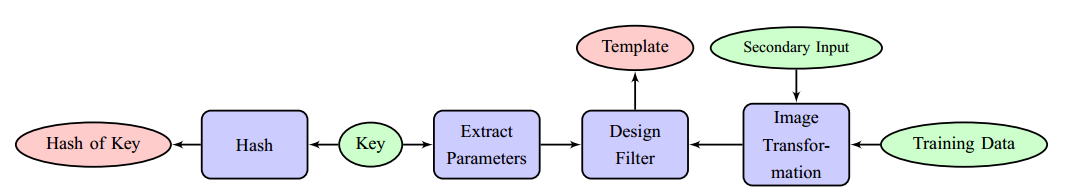 Template
Secondary Input
Hash of Key
Hash
Key
Extract
Parameters
Design
Filter
Image
Transfor-
mation
Training Data